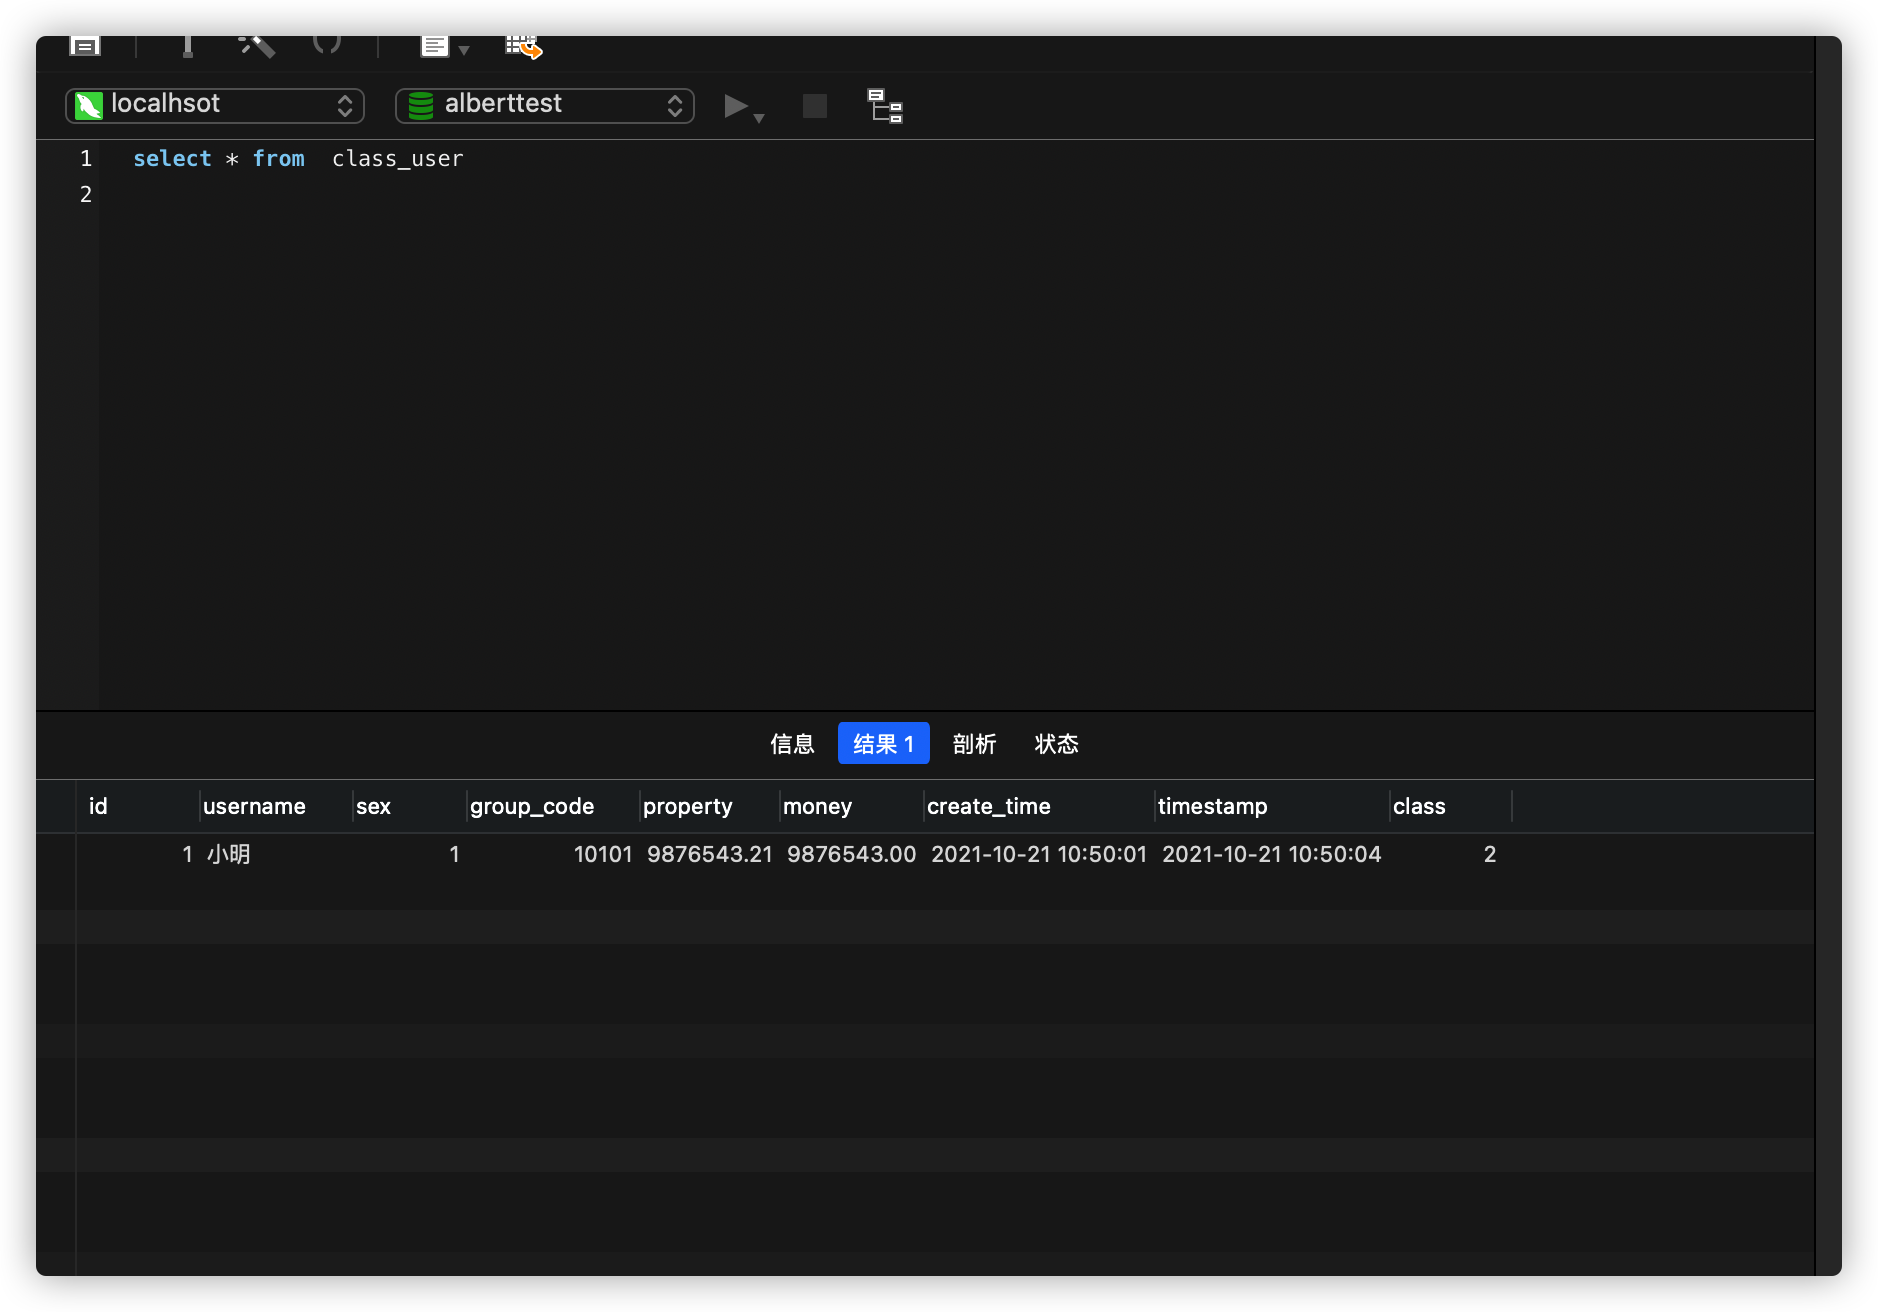 localhsot alberttest
1 select * from  class_user
2
信息 结果 1 剖析 状态
id username sex group_code property money create_time timestamp class
1 小明 1 10101 9876543.21 9876543.00 2021-10-21 10:50:01 2021-10-21 10:50:04 2